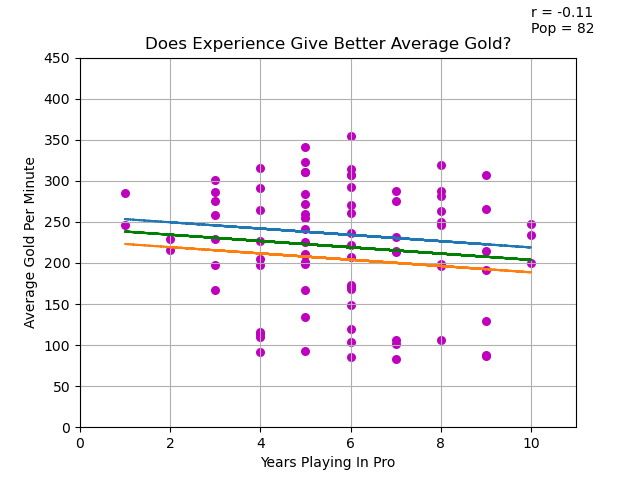 r = -0.11
Pop = 82
Does Experience Give Better Average Gold?
Average Gold Per Minute
450
400
350
300
250
200
150
100
50
0
0 2 4 6 8 10
Years Playing In Pro